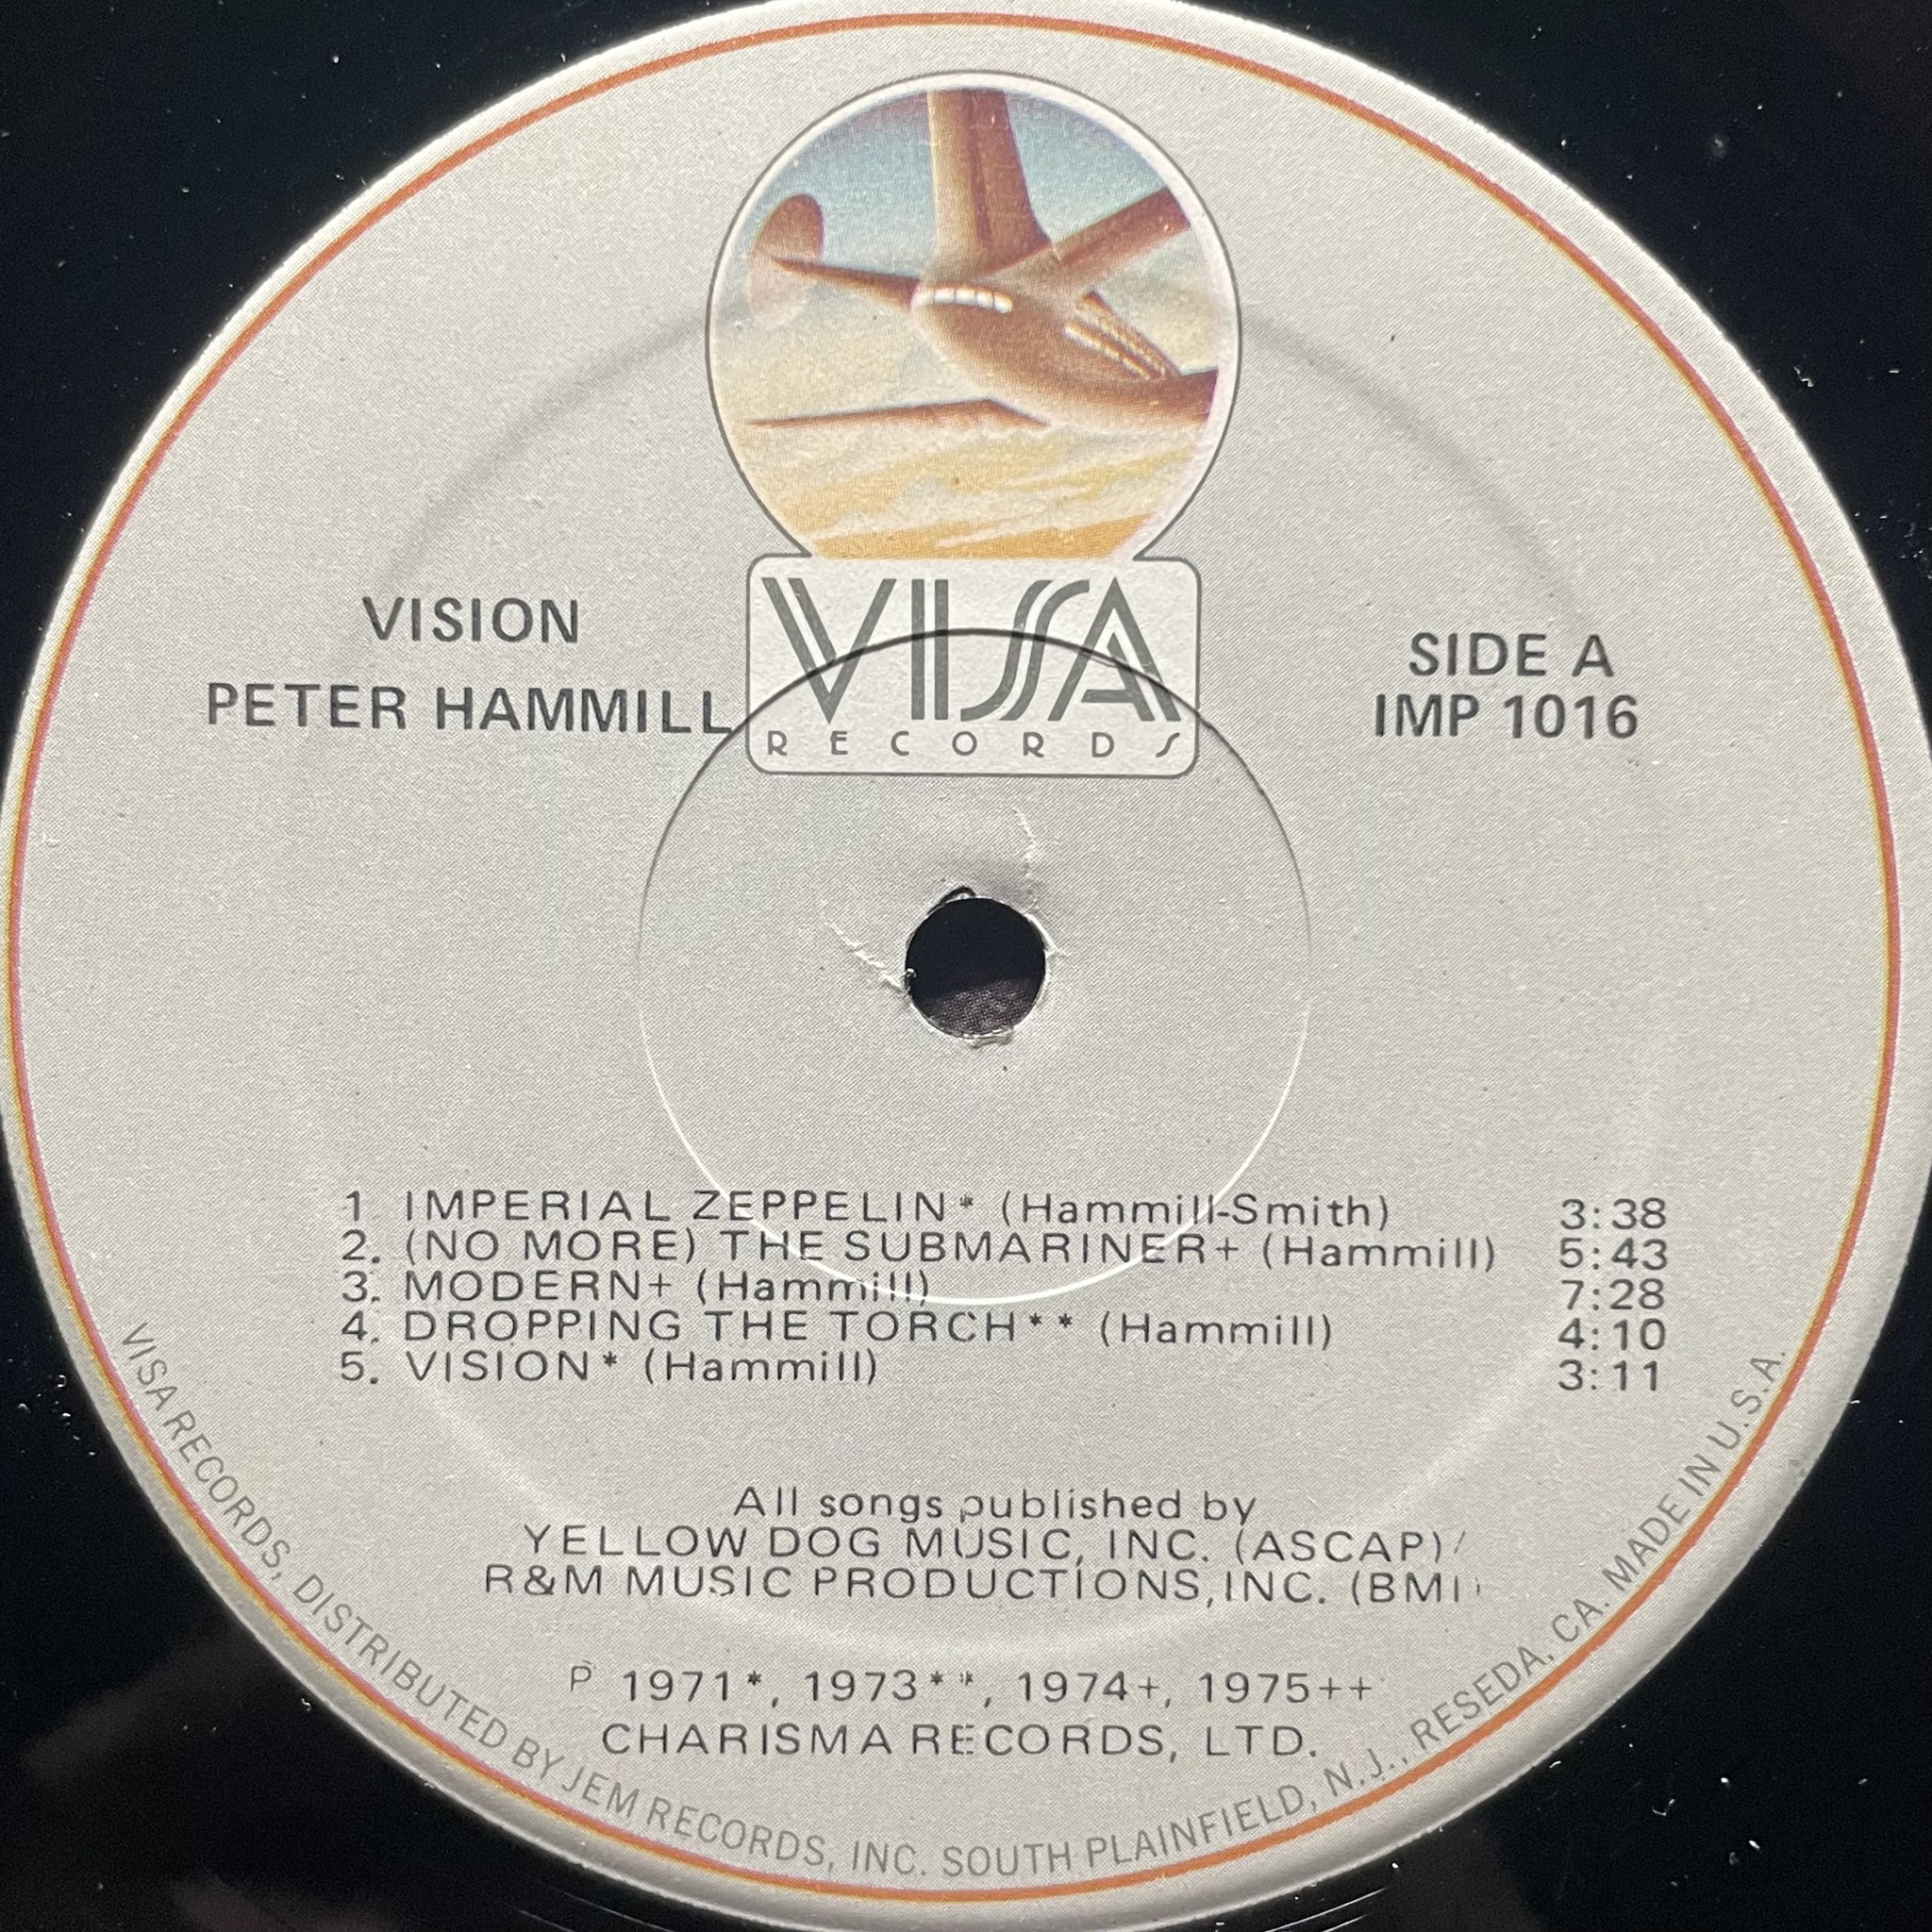 VISION
PETER HAMMILL
VISA
RECORDS
SIDE A
IMP 1016
1 IMPERIAL ZEPPELIN* (Hammill-Smith) 3:38
2. (NO MORE) THE SUBMARINER+ (Hammill) 5:43
3. MODERN+ (Hammill) 7:28
4. DROPPING THE TORCH** (Hammill) 4:10
5. VISION* (Hammill) 3:11
All songs published by
YELLOW DOG MUSIC, INC. (ASCAP)/
R&M MUSIC PRODUCTIONS,INC. (BMI)
P 1971*, 1973**, 1974+, 1975++
CHARISMA RECORDS, LTD.
VISA RECORDS, DISTRIBUTED BY JEM RECORDS, INC. SOUTH PLAINFIELD, N.J., RESEDA, CA. MADE IN U.S.A.